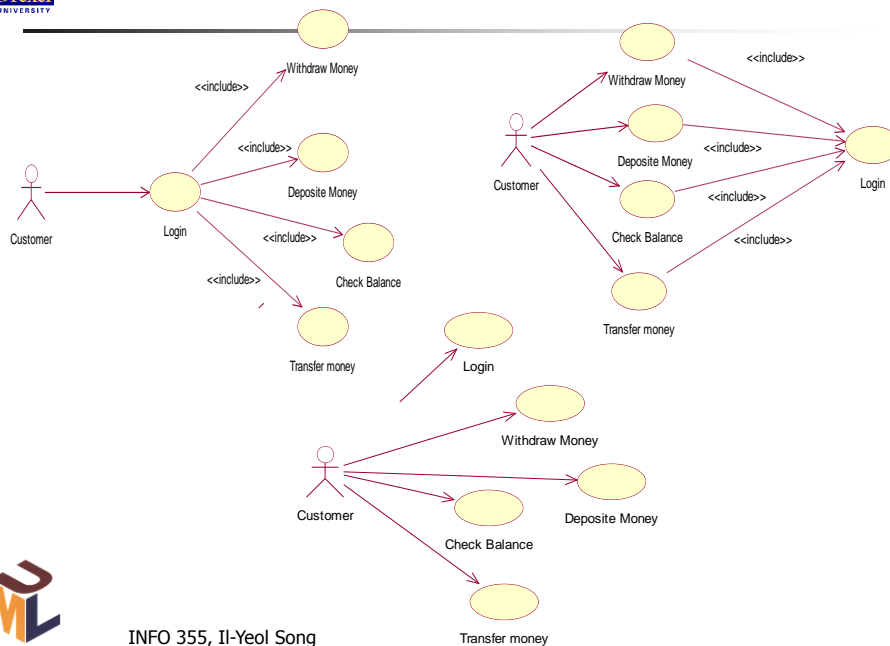 UNIVERSITY
Withdraw Money
<<include>>
<<include>>
Deposite Money
Customer
Login
<<include>>
Check Balance
<<include>>
Transfer money
Withdraw Money
<<include>>
Customer
Deposite Money
<<include>>
Login
<<include>>
Check Balance
<<include>>
Transfer money
Login
Withdraw Money
Customer
Deposite Money
Check Balance
Transfer money
UML
INFO 355, Il-Yeol Song